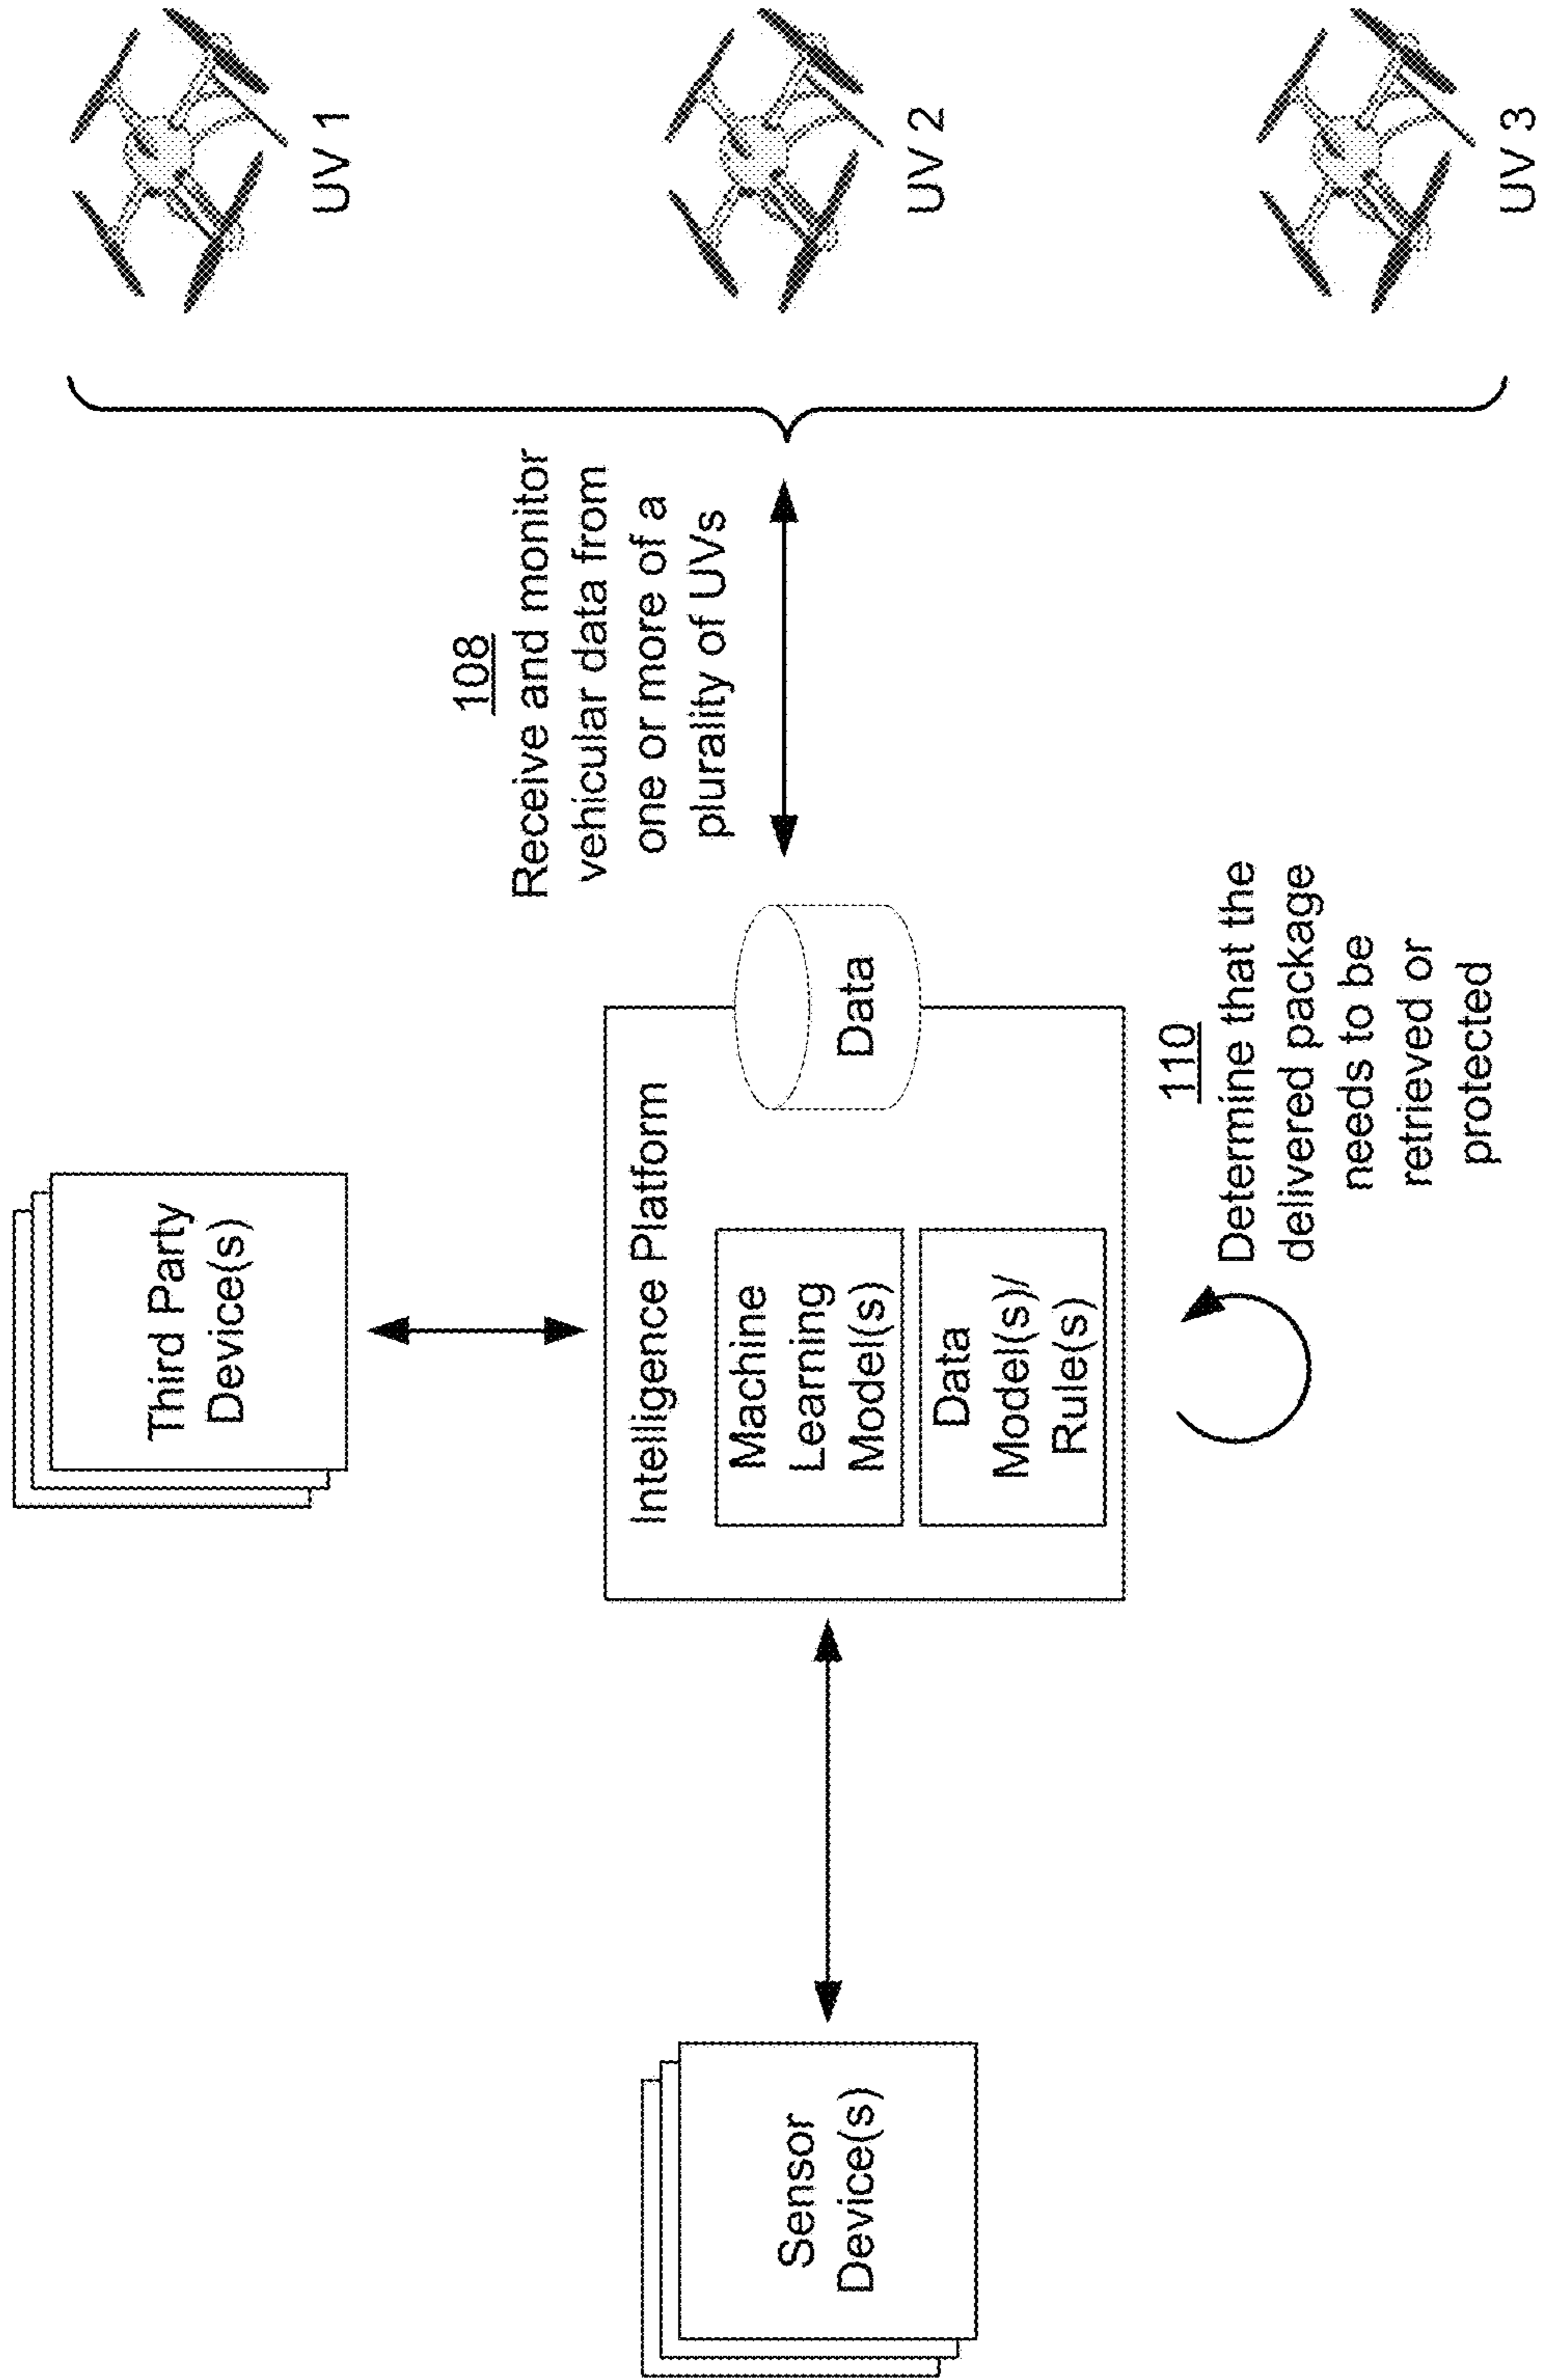 Third Party
Device(s)
Sensor
Device(s)
Intelligence Platform
Machine
Learning
Model(s)
Data
Model(s)/
Rule(s)
Data
108
Receive and monitor
vehicular data from
one or more of a
plurality of UVs
110
Determine that the
delivered package
needs to be
retrieved or
protected
UV 1
UV 2
UV 3